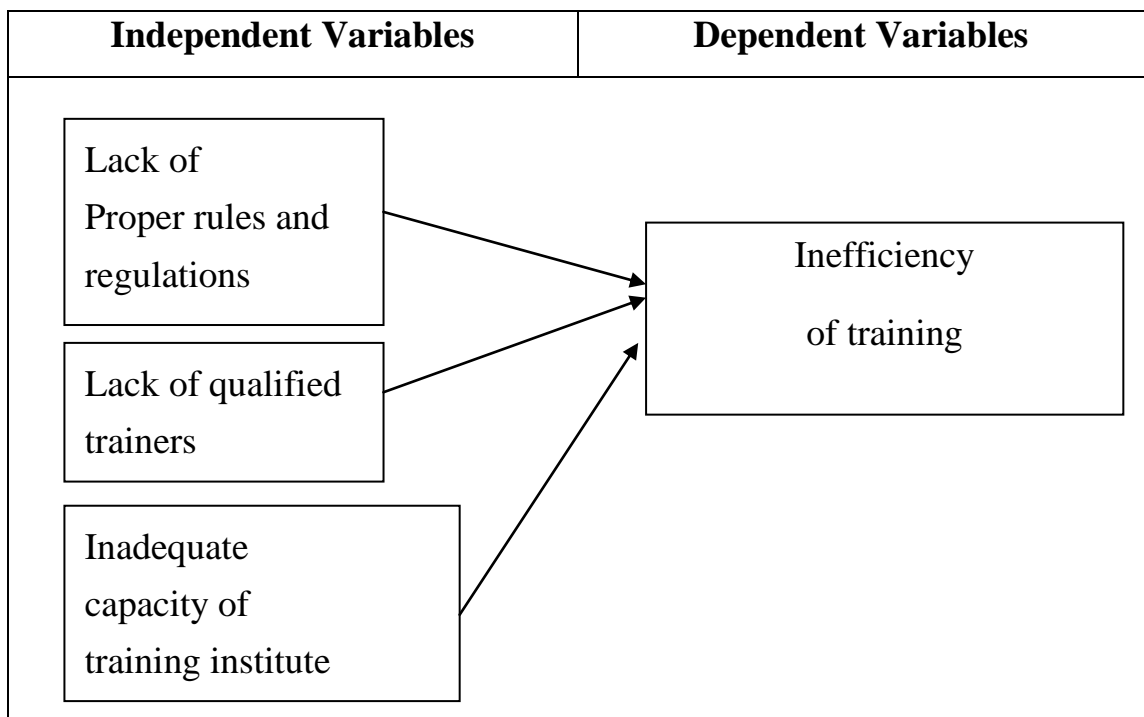 Independent Variables
Dependent Variables
Lack of
Proper rules and
regulations
Inefficiency
of training
Lack of qualified
trainers
Inadequate
capacity of
training institute